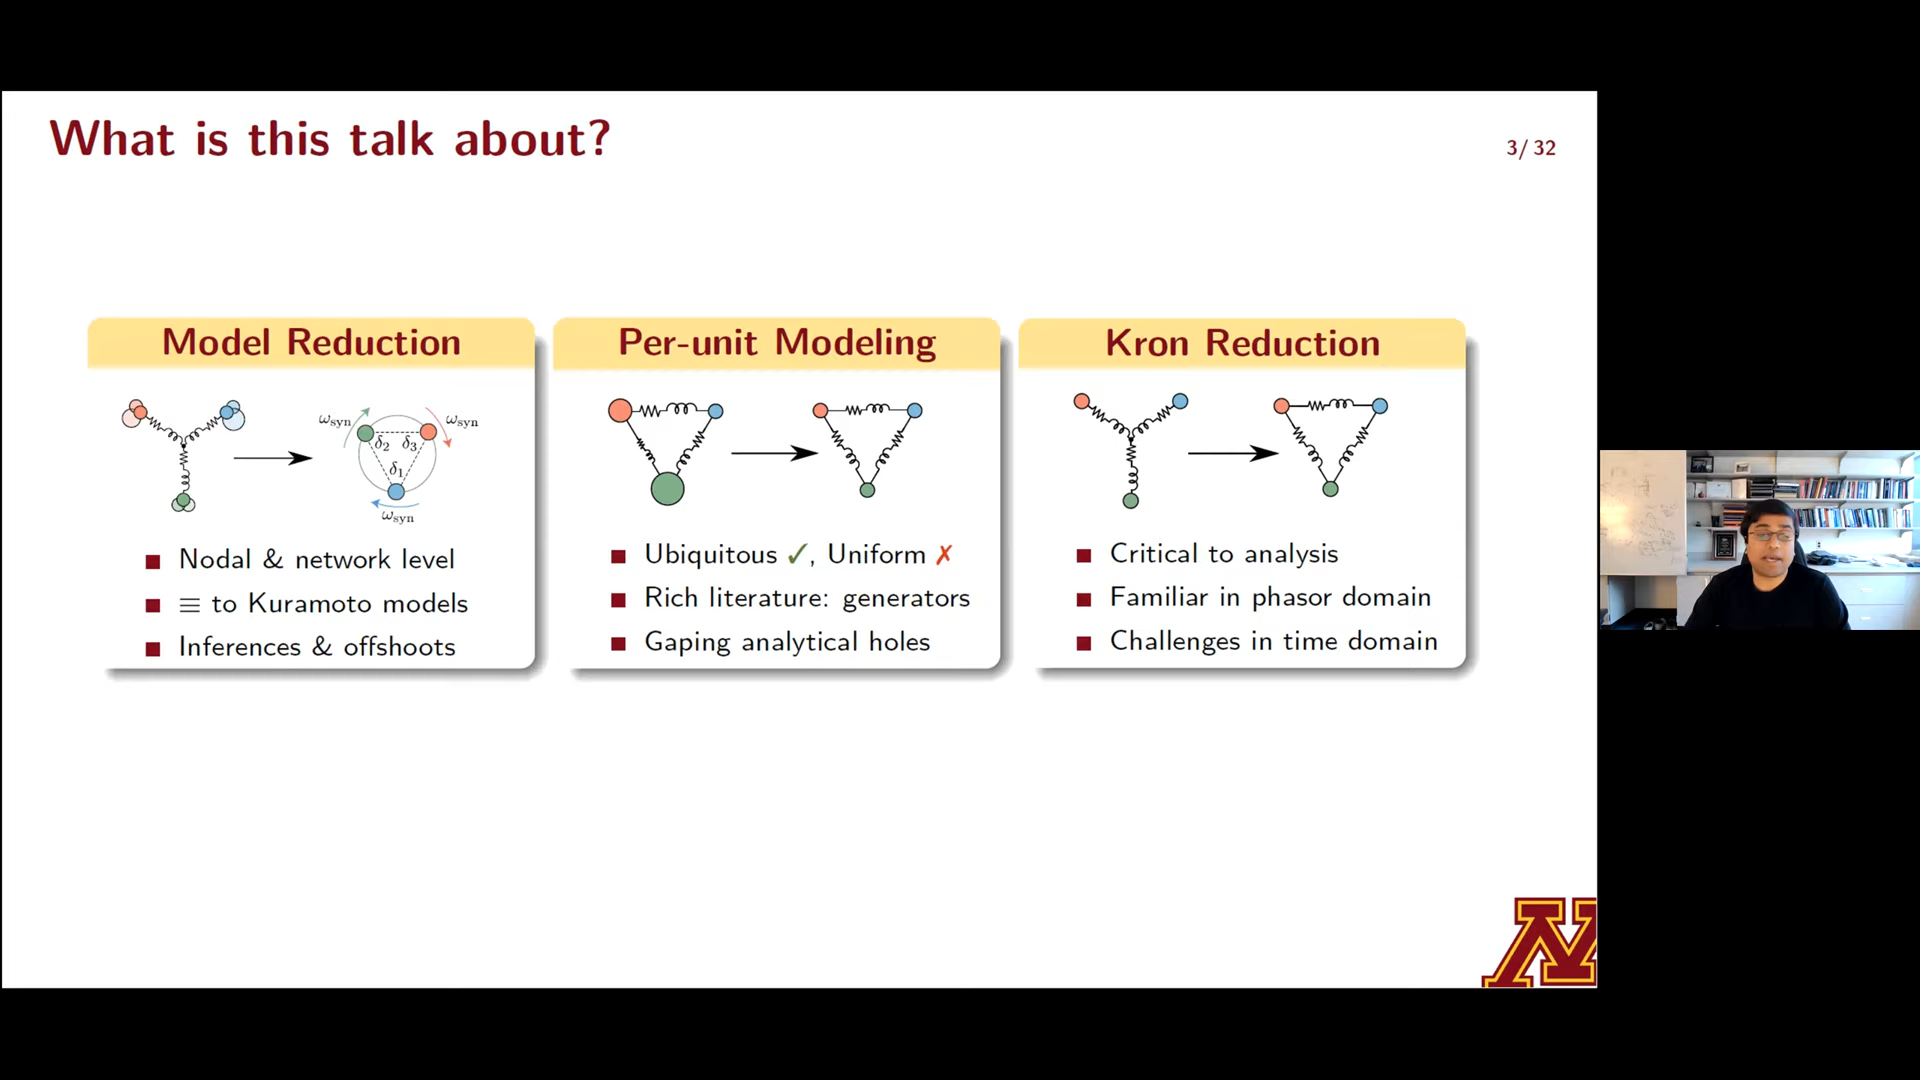 What is this talk about?
3/ 32
Model Reduction
ωsyn
ωsyn
δ2 δ3
δ1
ωsyn
■ Nodal & network level
■ ≡ to Kuramoto models
■ Inferences & offshoots
Per-unit Modeling
■ Ubiquitous ✓, Uniform ✗
■ Rich literature: generators
■ Gaping analytical holes
Kron Reduction
■ Critical to analysis
■ Familiar in phasor domain
■ Challenges in time domain